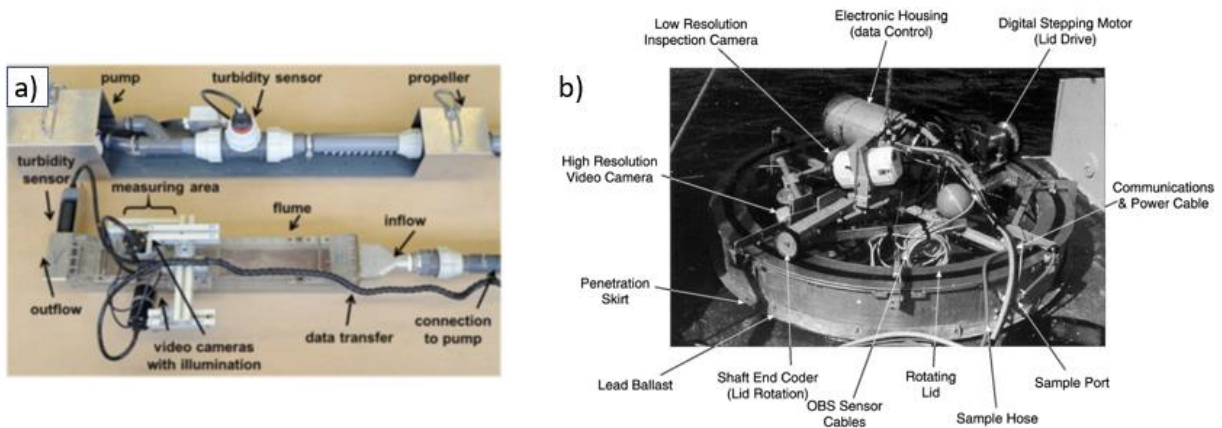 a)
pump
turbidity sensor
propeller
turbidity
sensor
measuring area
flume
inflow
outflow
video cameras
with illumination
data transfer
connection
to pump
b)
Low Resolution
Inspection Camera
Electronic Housing
(data Control)
Digital Stepping Motor
(Lid Drive)
High Resolution
Video Camera
Communications
& Power Cable
Penetration
Skirt
Lead Ballast
Shaft End Coder
(Lid Rotation)
OBS Sensor
Cables
Rotating
Lid
Sample Hose
Sample Port